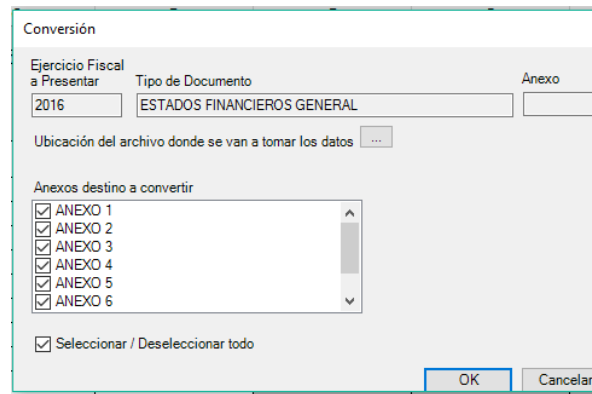 Conversión
Ejercicio Fiscal
a Presentar
Tipo de Documento
Anexo
2016
ESTADOS FINANCIEROS GENERAL
Ubicación del archivo donde se van a tomar los datos ...
Anexos destino a convertir
ANEXO 1
ANEXO 2
ANEXO 3
ANEXO 4
ANEXO 5
ANEXO 6
Seleccionar / Deseleccionar todo
OK
Cancelar